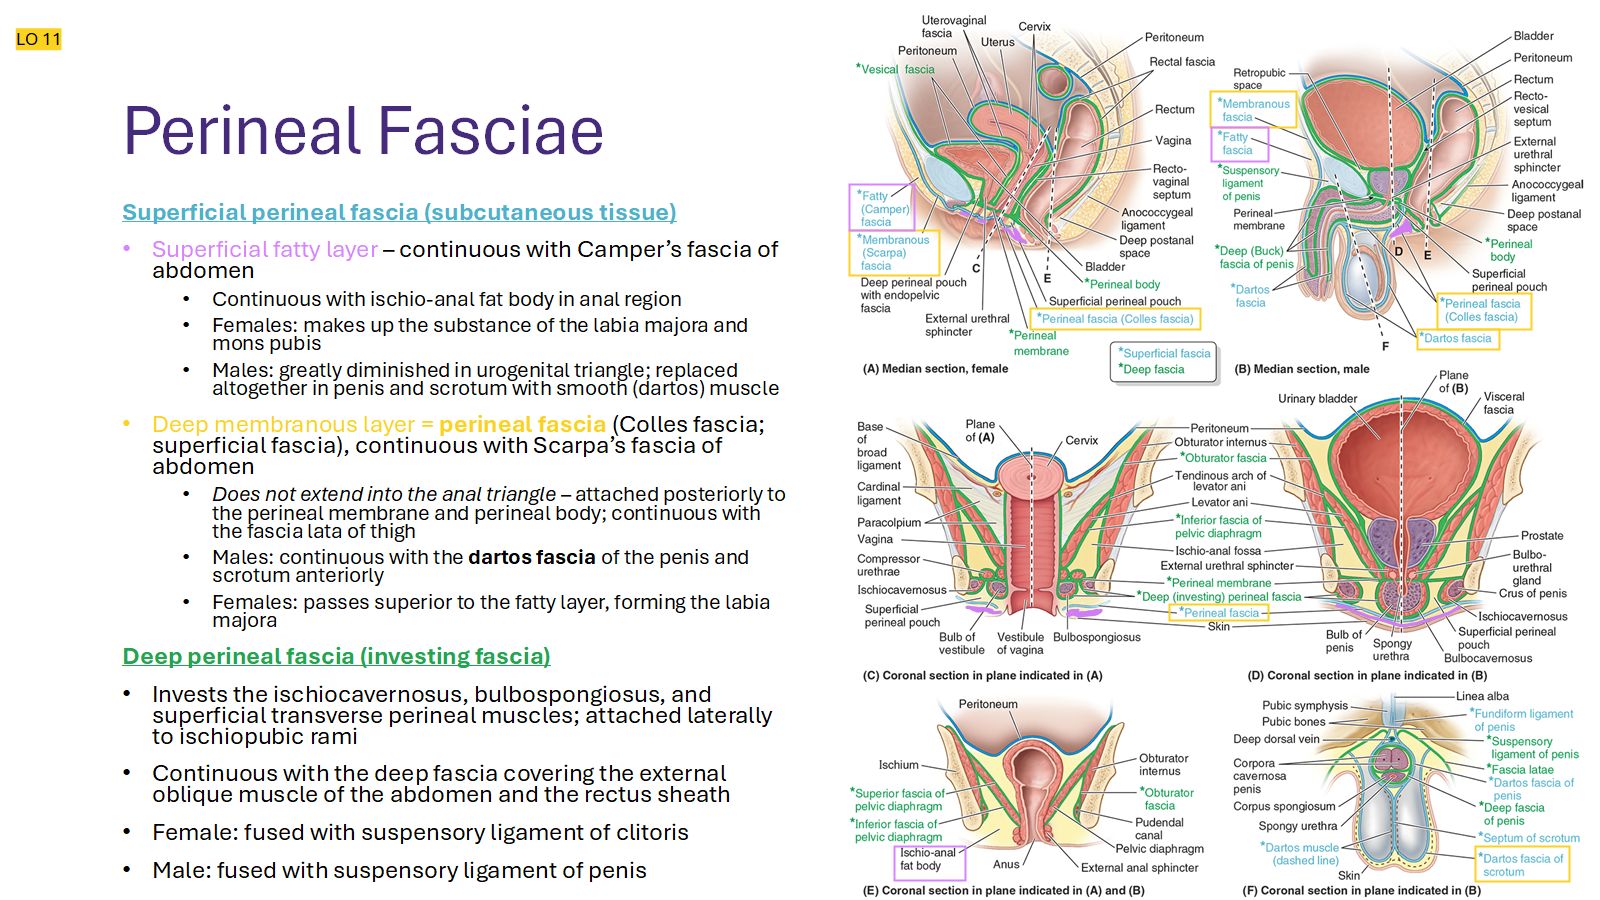 LO 11
Perineal Fasciae
Superficial perineal fascia (subcutaneous tissue)
• Superficial fatty layer – continuous with Camper’s fascia of
abdomen
• Continuous with ischio-anal fat body in anal region
• Females: makes up the substance of the labia majora and
mons pubis
• Males: greatly diminished in urogenital triangle; replaced
altogether in penis and scrotum with smooth (dartos) muscle
• Deep membranous layer = perineal fascia (Colles fascia;
superficial fascia), continuous with Scarpa’s fascia of
abdomen
• Does not extend into the anal triangle – attached posteriorly to
the perineal membrane and perineal body; continuous with
the fascia lata of thigh
• Males: continuous with the dartos fascia of the penis and
scrotum anteriorly
• Females: passes superior to the fatty layer, forming the labia
majora
Deep perineal fascia (investing fascia)
• Invests the ischiocavernosus, bulbospongiosus, and
superficial transverse perineal muscles; attached laterally
to ischiopubic rami
• Continuous with the deep fascia covering the external
oblique muscle of the abdomen and the rectus sheath
• Female: fused with suspensory ligament of clitoris
• Male: fused with suspensory ligament of penis
Uterovaginal
fascia
Cervix
Uterus
Peritoneum
Peritoneum
*Vesical fascia
Rectal fascia
Rectum
Vagina
Recto-
vaginal
septum
*Fatty
(Camper)
fascia
*Membranous
(Scarpa)
fascia
Anococcygeal
ligament
Deep postanal
space
Bladder
C
E
*Perineal body
Deep perineal pouch
with endopelvic
fascia
Superficial perineal pouch
External urethral
sphincter
*Perineal fascia (Colles fascia)
*Perineal
membrane
*Superficial fascia
*Deep fascia
(A) Median section, female
Bladder
Peritoneum
Retropubic
space
Rectum
Recto-
vesical
septum
*Membranous
fascia
*Fatty
fascia
External
urethral
sphincter
*Suspensory
ligament
of penis
Anococcygeal
ligament
Perineal
membrane
Deep postanal
space
*Deep (Buck)
fascia of penis
D
E
*Perineal
body
*Dartos
fascia
Superficial
perineal pouch
*Perineal fascia
(Colles fascia)
*Dartos fascia
F
(B) Median section, male
Base
of
broad
ligament
Plane
of (A)
Cervix
Cardinal
ligament
Paracolpium
Vagina
Compressor
urethrae
Ischiocavernosus
Superficial
perineal pouch
Bulb of
vestibule
Vestibule
of vagina
Bulbospongiosus
(C) Coronal section in plane indicated in (A)
Peritoneum
Obturator internus
*Obturator fascia
Tendinous arch of
levator ani
Levator ani
*Inferior fascia of
pelvic diaphragm
Ischio-anal fossa
External urethral sphincter
*Perineal membrane
*Deep (investing) perineal fascia
*Perineal fascia
Skin
Plane
of (B)
Urinary bladder
Visceral
fascia
Prostate
Bulbo-
urethral
gland
Crus of penis
Ischiocavernosus
Superficial perineal
pouch
Bulb of
penis
Spongy
urethra
Bulbocavernosus
(D) Coronal section in plane indicated in (B)
Peritoneum
Ischium
Obturator
internus
*Superior fascia of
pelvic diaphragm
*Obturator
fascia
*Inferior fascia of
pelvic diaphragm
Pudendal
canal
Ischio-anal
fat body
Anus
Pelvic diaphragm
External anal sphincter
(E) Coronal section in plane indicated in (A) and (B)
Linea alba
Pubic symphysis
Pubic bones
*Fundiform ligament
of penis
Deep dorsal vein
*Suspensory
ligament of penis
Corpora
cavernosa
penis
*Fascia latae
*Dartos fascia of
penis
Corpus spongiosum
*Deep fascia
of penis
Spongy urethra
*Septum of scrotum
*Dartos muscle
(dashed line)
*Dartos fascia of
scrotum
Skin
(F) Coronal section in plane indicated in (B)